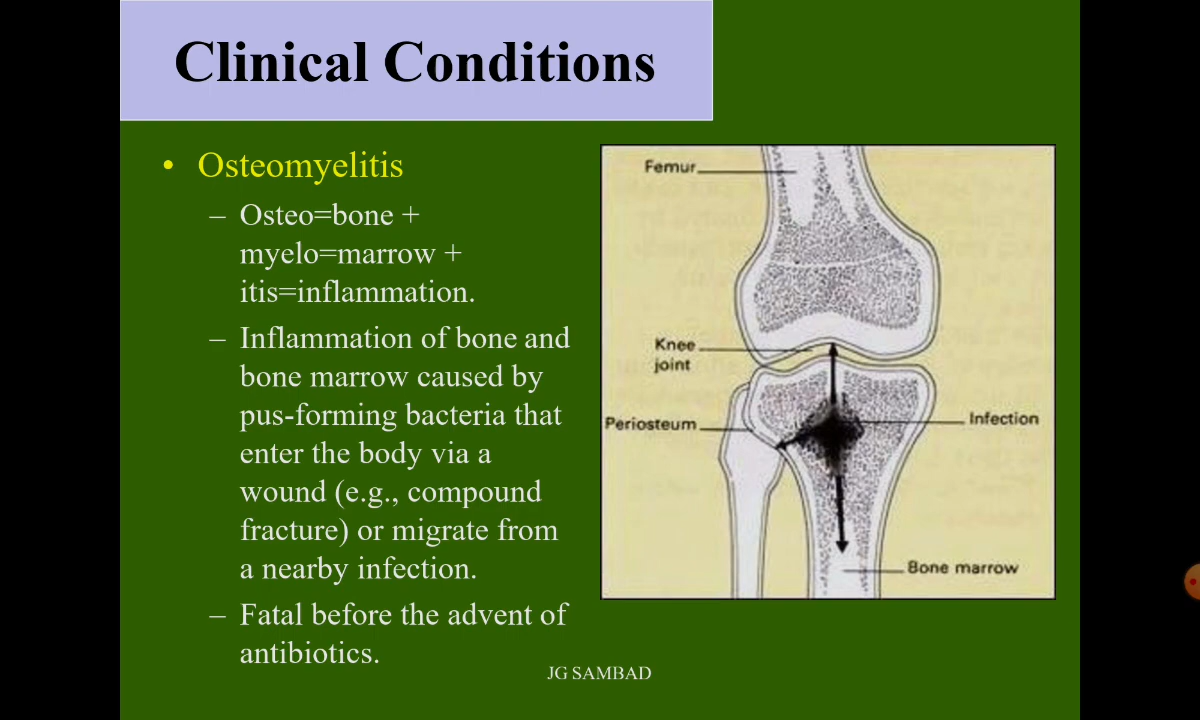 Clinical Conditions
• Osteomyelitis
– Osteo=bone +
myelo=marrow +
itis=inflammation.
– Inflammation of bone and
bone marrow caused by
pus-forming bacteria that
enter the body via a
wound (e.g., compound
fracture) or migrate from
a nearby infection.
– Fatal before the advent of
antibiotics.
Femur
Knee
joint
Periosteum
Infection
Bone marrow
JG SAMBAD